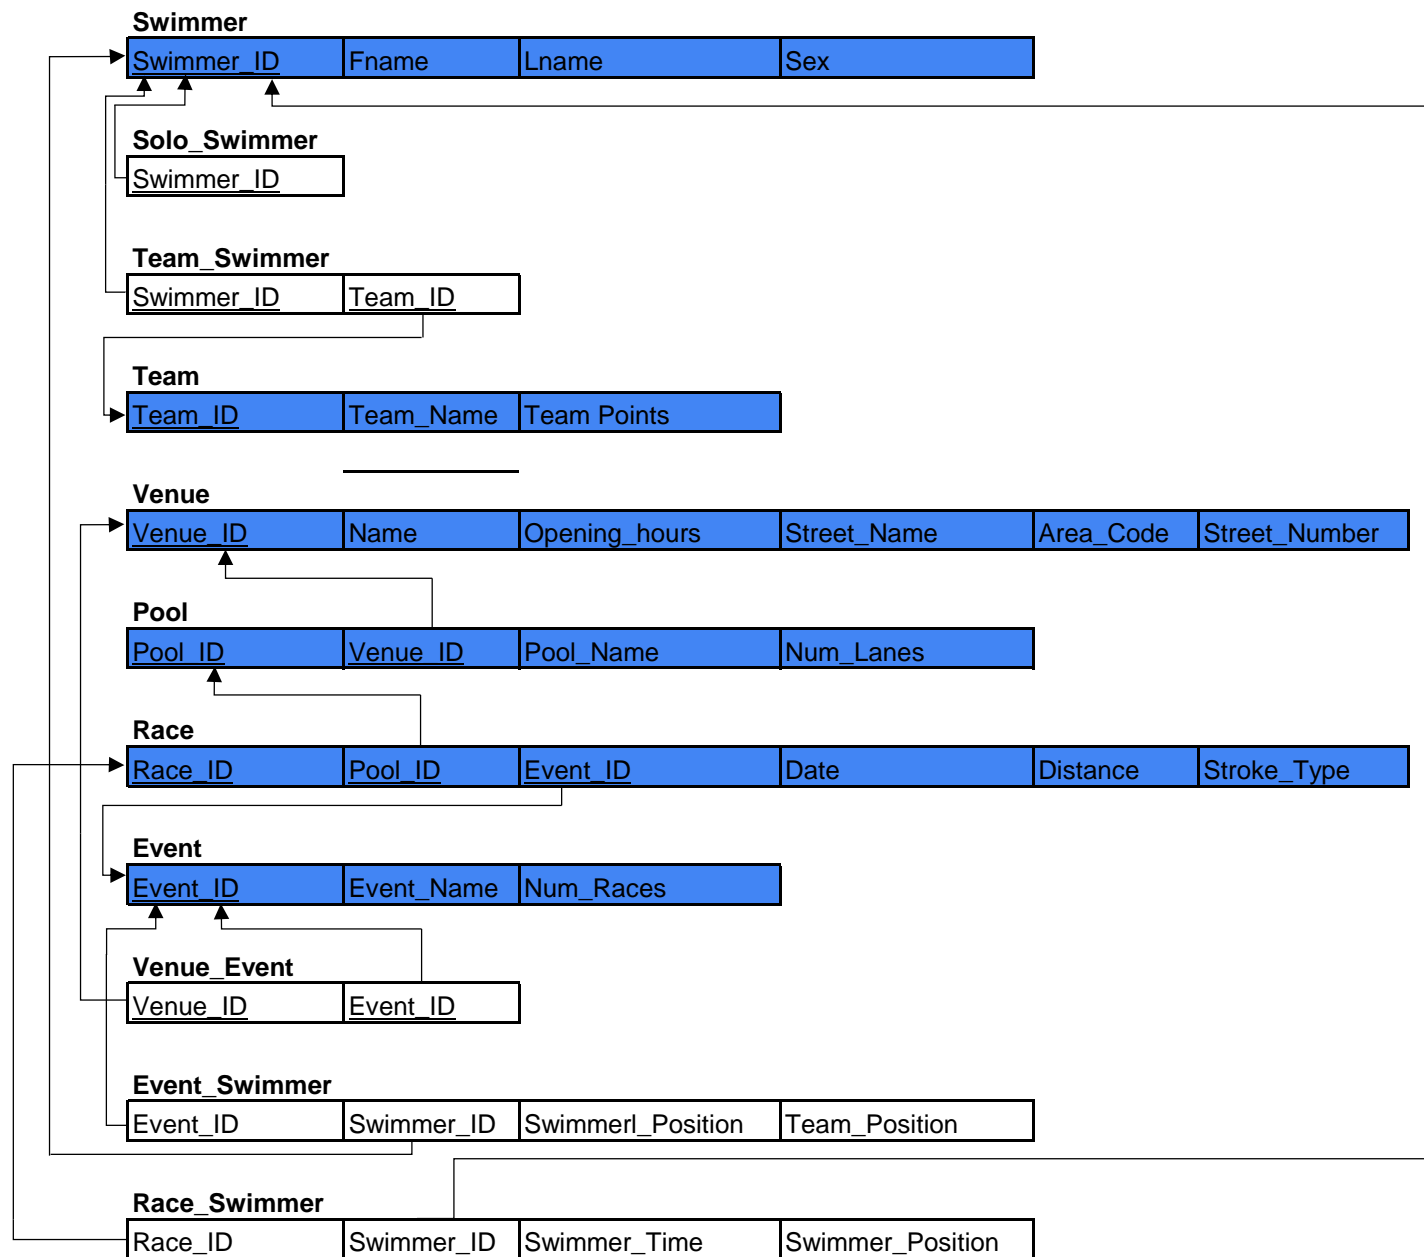 Swimmer
Swimmer_ID Fname Lname Sex
Solo_Swimmer
Swimmer_ID
Team_Swimmer
Swimmer_ID Team_ID
Team
Team_ID Team_Name Team Points
Venue
Venue_ID Name Opening_hours Street_Name Area_Code Street_Number
Pool
Pool_ID Venue_ID Pool_Name Num_Lanes
Race
Race_ID Pool_ID Event_ID Date Distance Stroke_Type
Event
Event_ID Event_Name Num_Races
Venue_Event
Venue_ID Event_ID
Event_Swimmer
Event_ID Swimmer_ID Swimmerl_Position Team_Position
Race_Swimmer
Race_ID Swimmer_ID Swimmer_Time Swimmer_Position